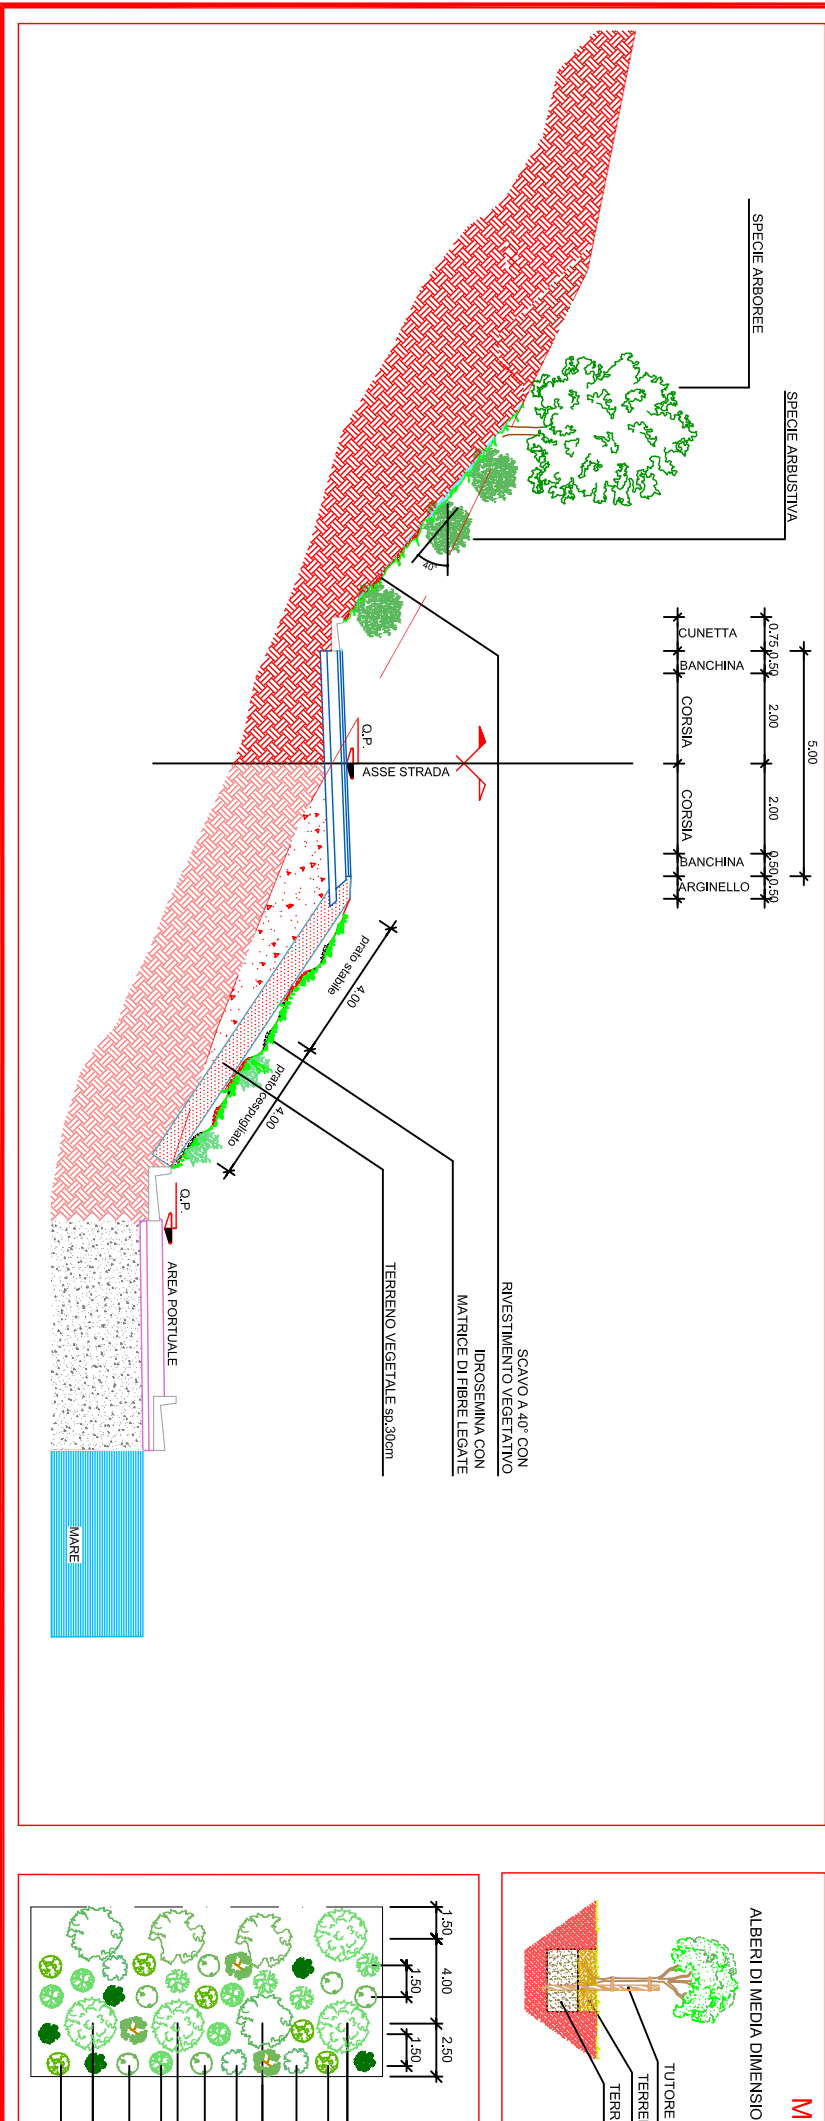 SPECIE ARBOREE
SPECIE ARBUSTIVA
40°
5.00
0.75
0.50
2.00
2.00
0.50
0.50
CUNETTA
BANCHINA
CORSIA
CORSIA
BANCHINA
ARGINELLO
Q.P.
ASSE STRADA
prato stabile
4.00
prato cespugliato
4.00
SCAVO A 40° CON
RIVESTIMENTO VEGETATIVO
IDROSEMINA CON
MATRICE DI FIBRE LEGATE
TERRENO VEGETALE sp.30cm
Q.P.
AREA PORTUALE
MARE
M
ALBERI DI MEDIA DIMENSIO
TUTORE
TERRE
TERR
1.50
4.00
2.50
1.50
1.50